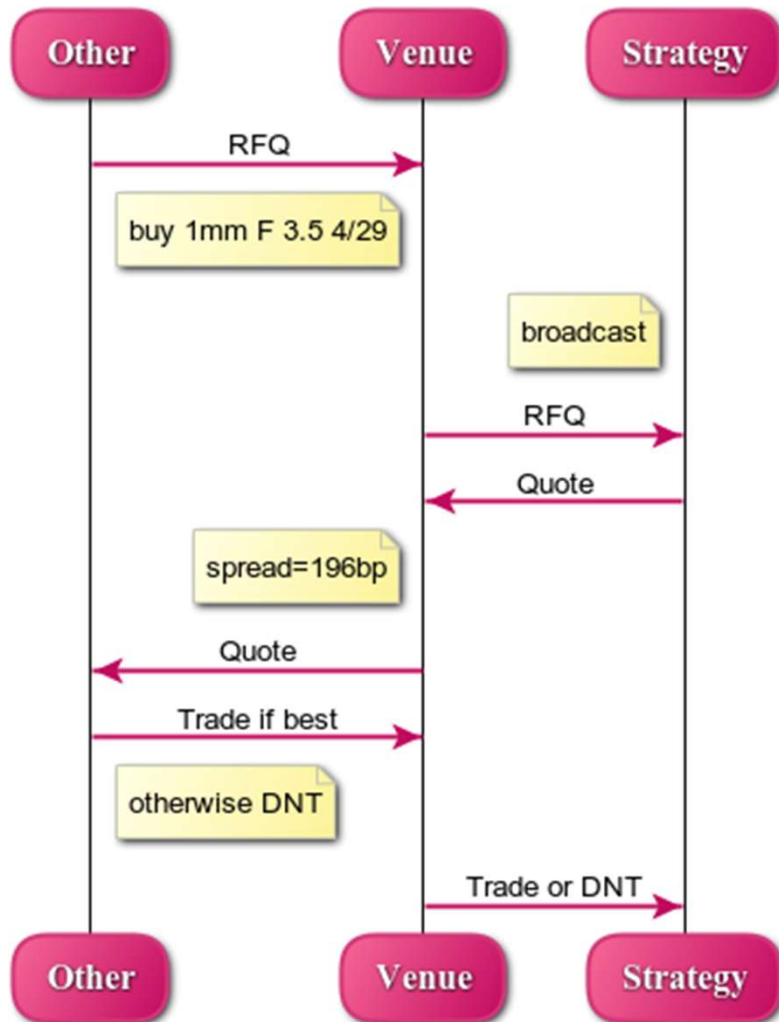 Other
Venue
Strategy
RFQ
buy 1mm F 3.5 4/29
broadcast
RFQ
Quote
spread=196bp
Quote
Trade if best
otherwise DNT
Trade or DNT
Other
Venue
Strategy